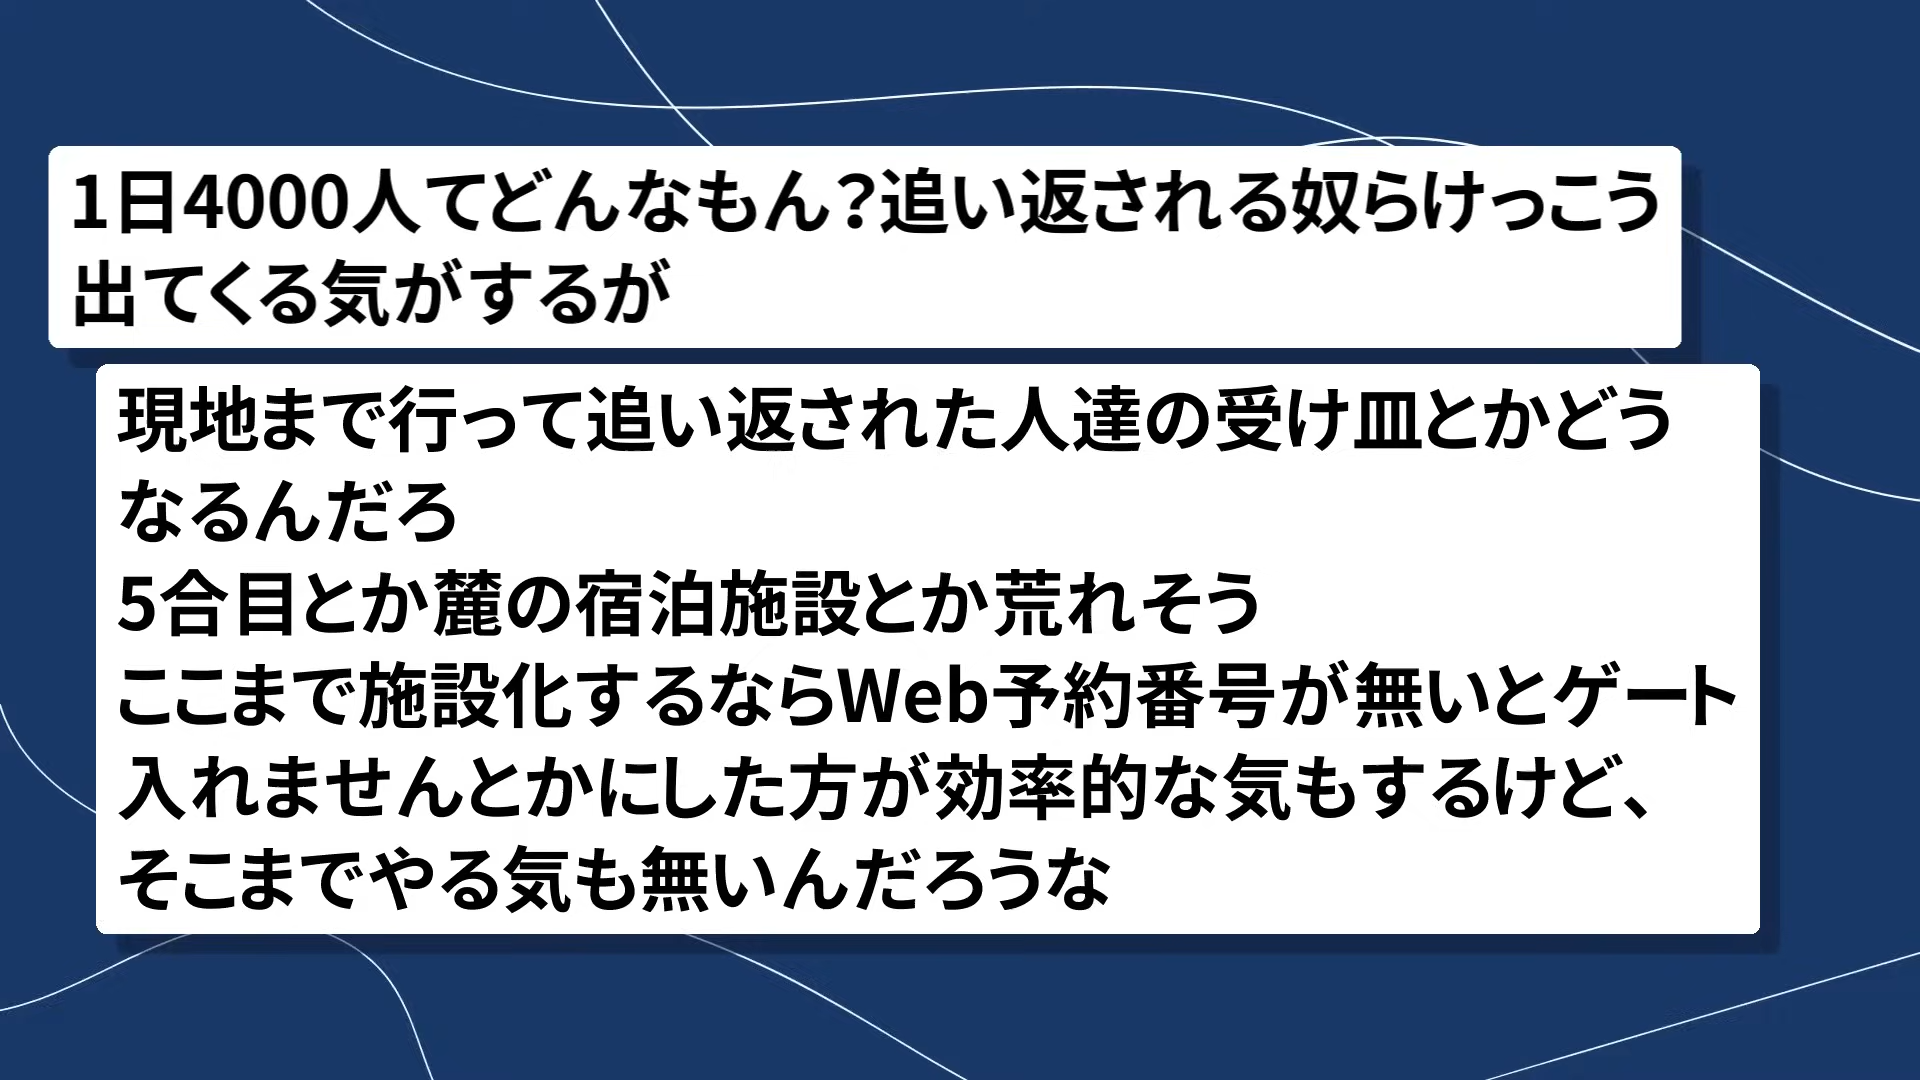 1日4000人てどんなもん？追い返される奴らけっこう
出てくる気がするが
現地まで行って追い返された人達の受け皿とかどう
なるんだろ
5合目とか麓の宿泊施設とか荒れそう
ここまで施設化するならWeb予約番号が無いとゲート
入れませんとかにした方が効率的な気もするけど、
そこまでやる気も無いんだろうな